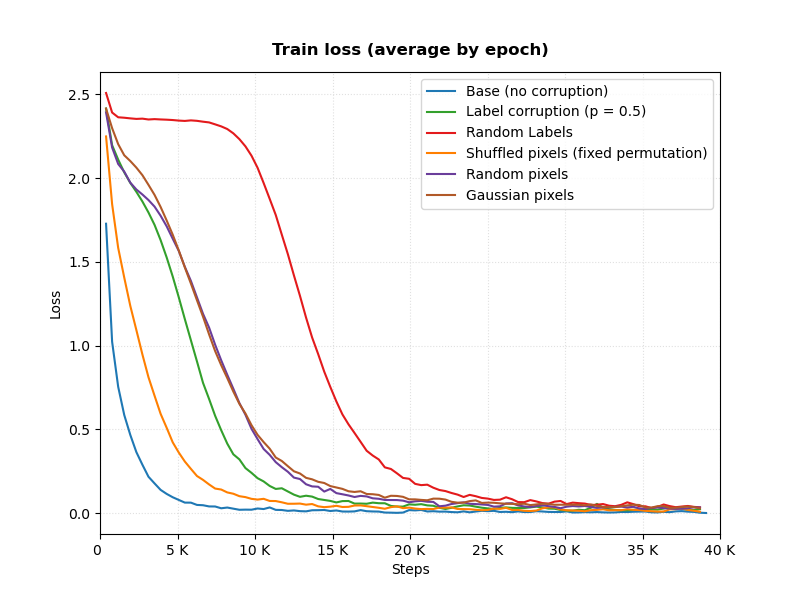 Train loss (average by epoch)
2.5
2.0
1.5
1.0
0.5
0.0
Loss
Base (no corruption)
Label corruption (p = 0.5)
Random Labels
Shuffled pixels (fixed permutation)
Random pixels
Gaussian pixels
0
5 K
10 K
15 K
20 K
25 K
30 K
35 K
40 K
Steps